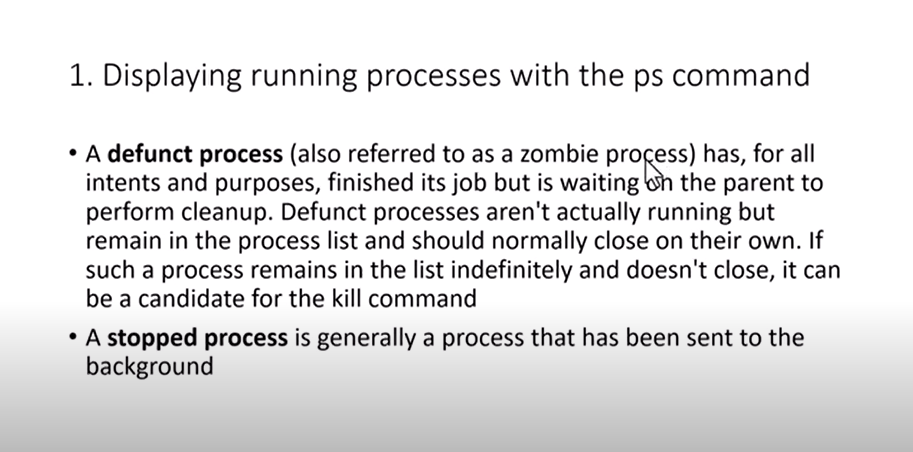 1. Displaying running processes with the ps command
• A defunct process (also referred to as a zombie process) has, for all
intents and purposes, finished its job but is waiting on the parent to
perform cleanup. Defunct processes aren't actually running but
remain in the process list and should normally close on their own. If
such a process remains in the list indefinitely and doesn't close, it can
be a candidate for the kill command
• A stopped process is generally a process that has been sent to the
background